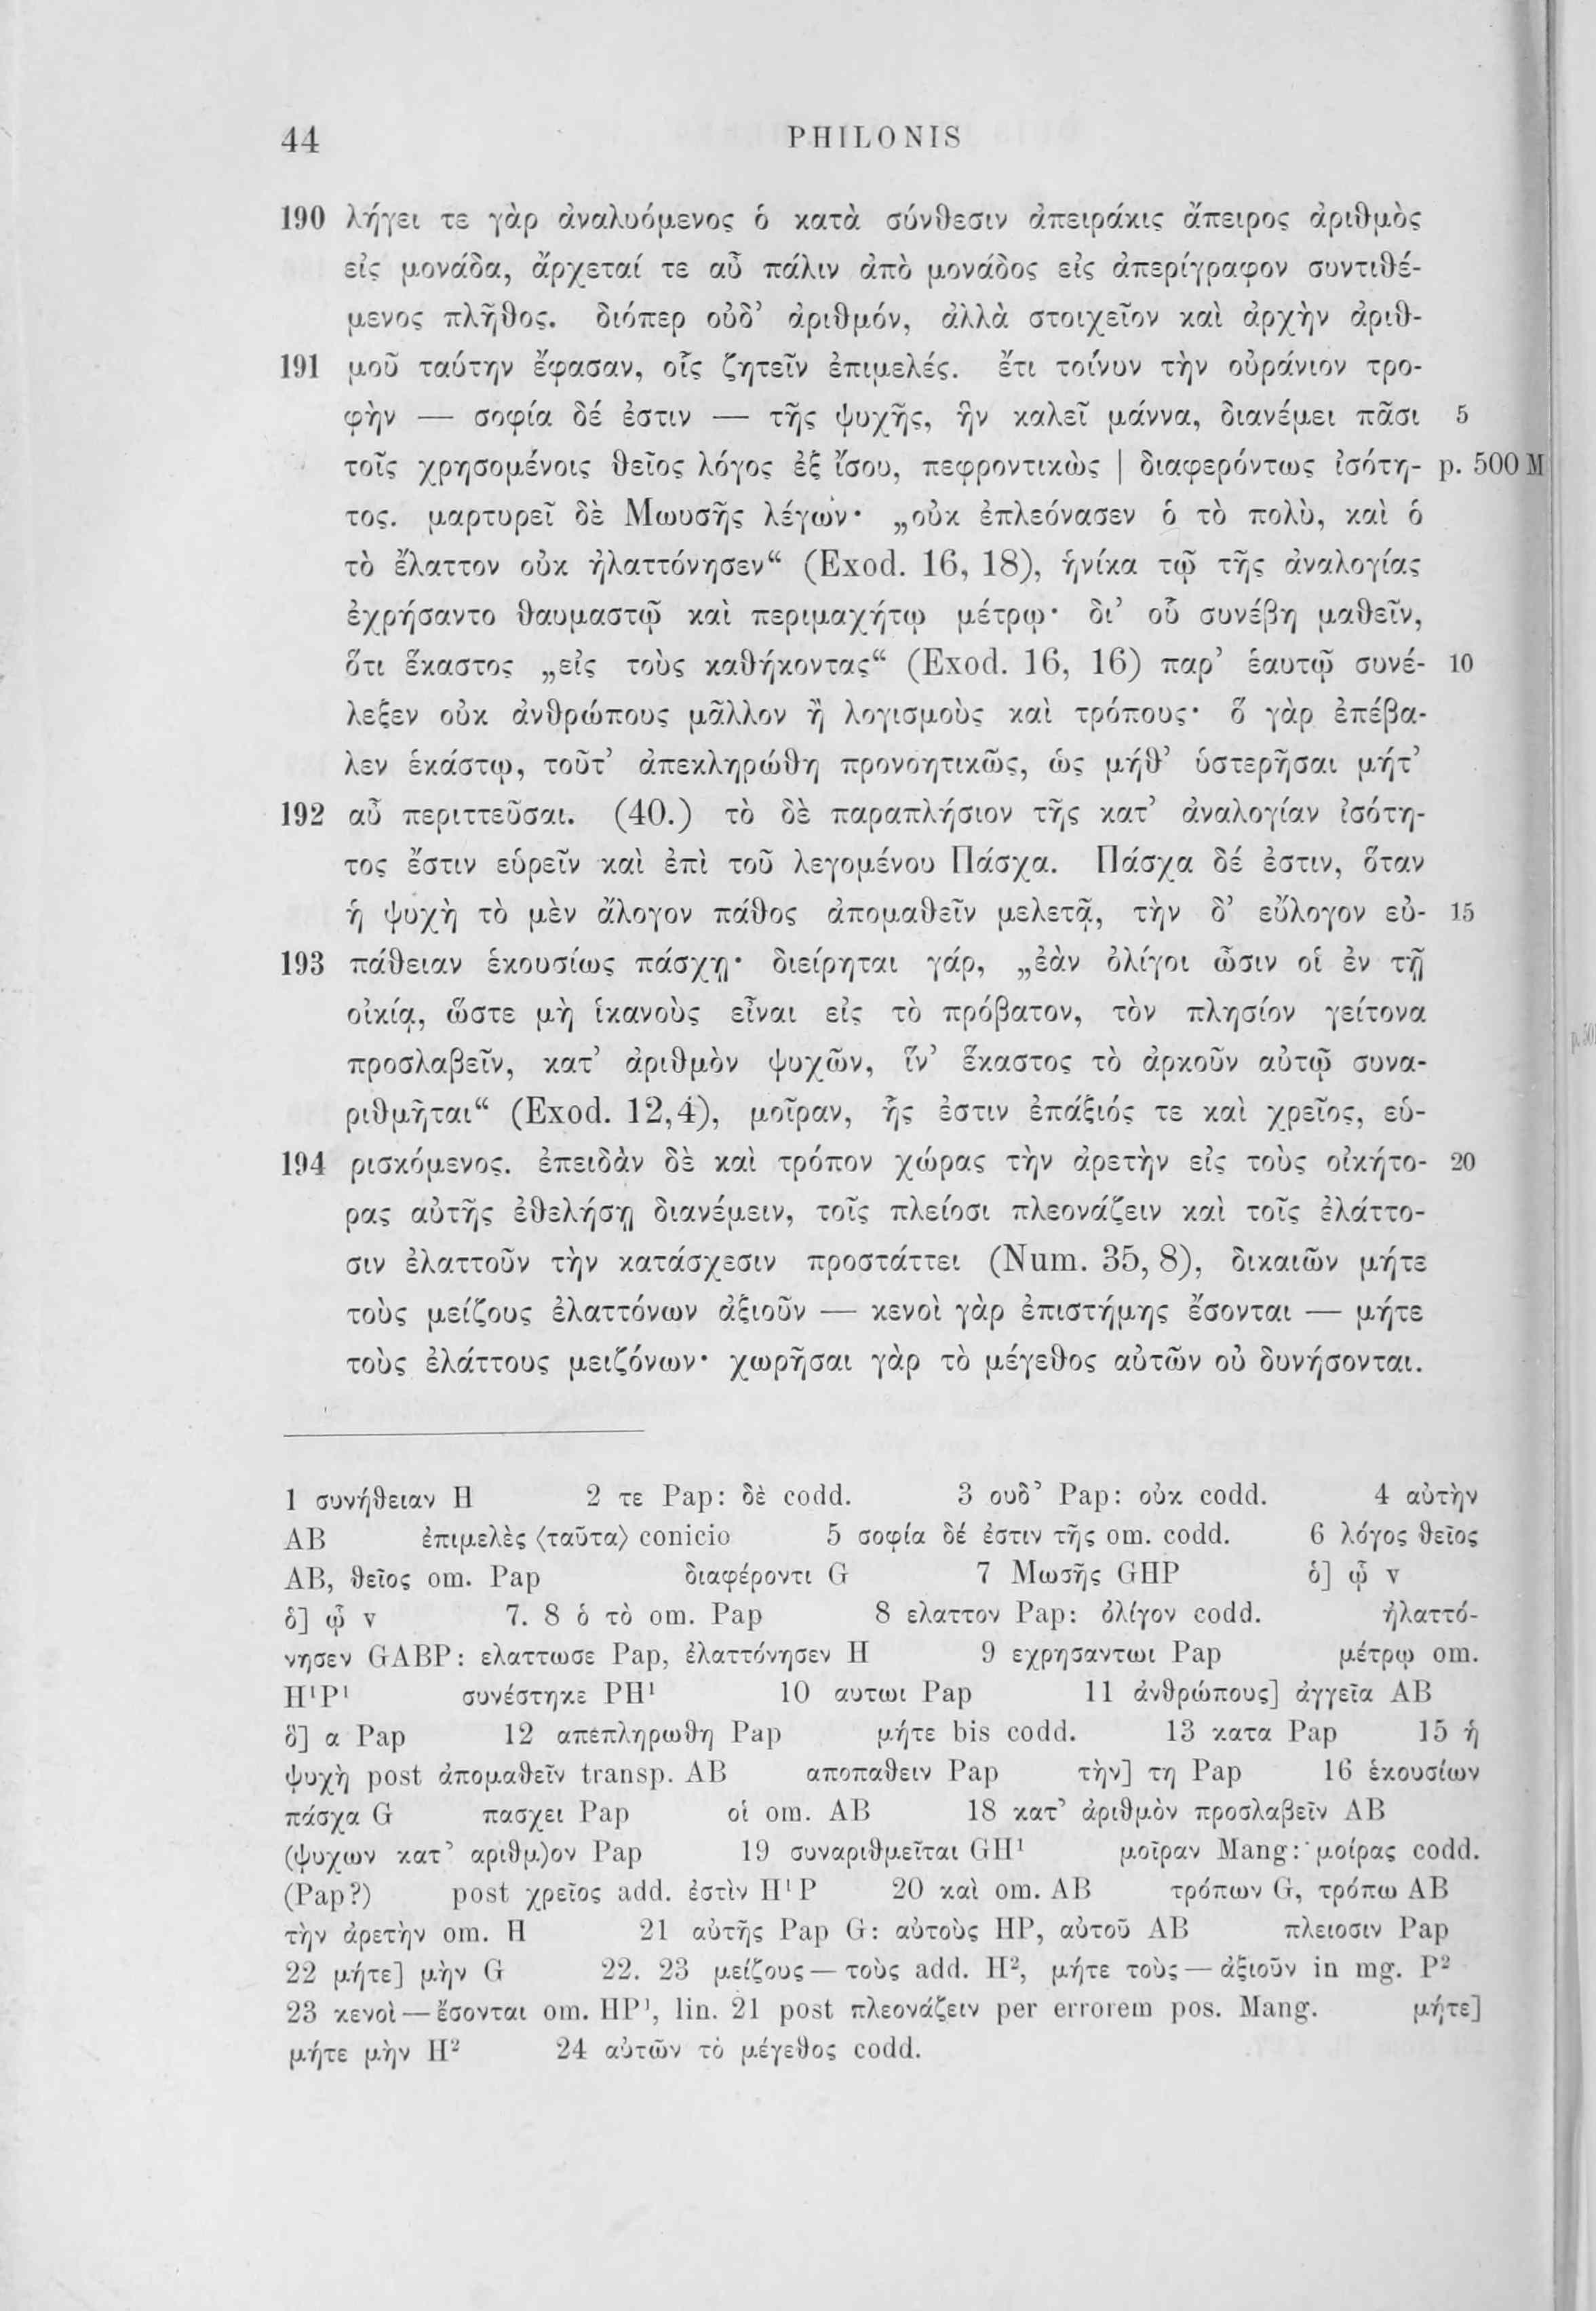 44 PHILONIS
190 λήγει τε γὰρ ἀναλυόμενος ὁ κατὰ σύνθεσιν ἀπειράκις ἄπειρος ἀριθμὸς
εἰς μονάδα, ἄρχεταί τε αὖ πάλιν ἀπὸ μονάδος εἰς ἀπερίγραφον συντιθέ-
μενος πλῆθος. διόπερ οὐδ’ ἀριθμόν, ἀλλὰ στοιχεῖον καὶ ἀρχὴν ἀριθ-
191 μοῦ ταύτην ἔφασαν, οἷς ζητεῖν ἐπιμελές. ἔτι τοίνυν τὴν οὐράνιον τρο-
φὴν — σοφία δέ ἐστιν — τῆς ψυχῆς, ἣν καλεῖ μάννα, διανέμει πᾶσι 5
τοῖς χρησομένοις θεῖος λόγος ἐξ ἴσου, πεφροντικὼς | διαφερόντως ἰσότη- p. 500 M
τος. μαρτυρεῖ δὲ Μωυσῆς λέγων· „οὐκ ἐπλεόνασεν ὁ τὸ πολὺ, καὶ ὁ
τὸ ἔλαττον οὐκ ἠλαττόνησεν“ (Exod. 16, 18), ἡνίκα τῷ τῆς ἀναλογίας
ἐχρήσαντο θαυμαστῷ καὶ περιμαχήτῳ μέτρῳ· δι’ οὗ συνέβη μαθεῖν,
ὅτι ἕκαστος „εἰς τοὺς καθήκοντας“ (Exod. 16, 16) παρ’ ἑαυτῷ συνέ- 10
λεξεν οὐκ ἀνθρώπους μᾶλλον ἢ λογισμοὺς καὶ τρόπους· ὃ γὰρ ἐπέβα-
λεν ἑκάστῳ, τοῦτ’ ἀπεκληρώθη προνοητικῶς, ὡς μήθ’ ὑστερῆσαι μήτ’
192 αὖ περιττεῦσαι. (40.) τὸ δὲ παραπλήσιον τῆς κατ’ ἀναλογίαν ἰσότη-
τος ἔστιν εὑρεῖν καὶ ἐπὶ τοῦ λεγομένου Πάσχα. Πάσχα δέ ἐστιν, ὅταν
ἡ ψυχὴ τὸ μὲν ἄλογον πάθος ἀπομαθεῖν μελετᾷ, τὴν δ’ εὔλογον εὐ- 15
193 πάθειαν ἑκουσίως πάσχῃ· διείρηται γάρ, „ἐὰν ὀλίγοι ὦσιν οἱ ἐν τῇ
οἰκίᾳ, ὥστε μὴ ἱκανοὺς εἶναι εἰς τὸ πρόβατον, τὸν πλησίον γείτονα
προσλαβεῖν, κατ’ ἀριθμὸν ψυχῶν, ἵν’ ἕκαστος τὸ ἀρκοῦν αὐτῷ συνα-
ριθμῆται“ (Exod. 12,4), μοῖραν, ἧς ἐστιν ἐπάξιός τε καὶ χρεῖος, εὑ-
194 ρισκόμενος. ἐπειδὰν δὲ καὶ τρόπον χώρας τὴν ἀρετὴν εἰς τοὺς οἰκήτο- 20
ρας αὐτῆς ἐθελήσῃ διανέμειν, τοῖς πλείοσι πλεονάζειν καὶ τοῖς ἐλάττο-
σιν ἐλαττοῦν τὴν κατάσχεσιν προστάττει (Num. 35, 8), δικαιῶν μήτε
τοὺς μείζους ἐλαττόνων ἀξιοῦν — κενοὶ γὰρ ἐπιστήμης ἔσονται — μήτε
τοὺς ἐλάττους μειζόνων· χωρῆσαι γὰρ τὸ μέγεθος αὐτῶν οὐ δυνήσονται.
1 συνήθειαν H 2 τε Pap: δὲ codd. 3 ουδ’ Pap: οὐκ codd. 4 αὐτὴν
AB ἐπιμελὲς ⟨ταῦτα⟩ conicio 5 σοφία δέ ἐστιν τῆς om. codd. 6 λόγος θεῖος
AB, θεῖος om. Pap διαφέροντι G 7 Μωσῆς GHP ὁ] ᾧ v
ὁ] ᾧ v 7. 8 ὁ τὸ om. Pap 8 ελαττον Pap: ὀλίγον codd. ἠλαττό-
νησεν GABP: ελαττωσε Pap, ἐλαττόνησεν H 9 εχρησαντωι Pap μέτρῳ om.
H¹P¹ συνέστηκε PH¹ 10 αυτωι Pap 11 ἀνθρώπους] ἀγγεῖα AB
ὃ] α Pap 12 απεπληρωθη Pap μήτε bis codd. 13 κατα Pap 15 ἡ
ψυχὴ post ἀπομαθεῖν transp. AB αποπαθειν Pap τὴν] τη Pap 16 ἑκουσίων
πάσχα G πασχει Pap οἱ om. AB 18 κατ’ ἀριθμὸν προσλαβεῖν AB
(ψυχων κατ’ αριθμ)ον Pap 19 συναριθμεῖται GH¹ μοῖραν Mang: μοίρας codd.
(Pap?) post χρεῖος add. ἐστὶν H¹P 20 καὶ om. AB τρόπων G, τρόπω AB
τὴν ἀρετὴν om. H 21 αὐτῆς Pap G: αὐτοὺς HP, αὐτοῦ AB πλειοσιν Pap
22 μήτε] μὴν G 22. 23 μείζους — τοὺς add. H², μήτε τοὺς — ἀξιοῦν in mg. P²
23 κενοὶ — ἔσονται om. HP¹, lin. 21 post πλεονάζειν per errorem pos. Mang. μήτε]
μήτε μὴν H² 24 αὐτῶν τὸ μέγεθος codd.